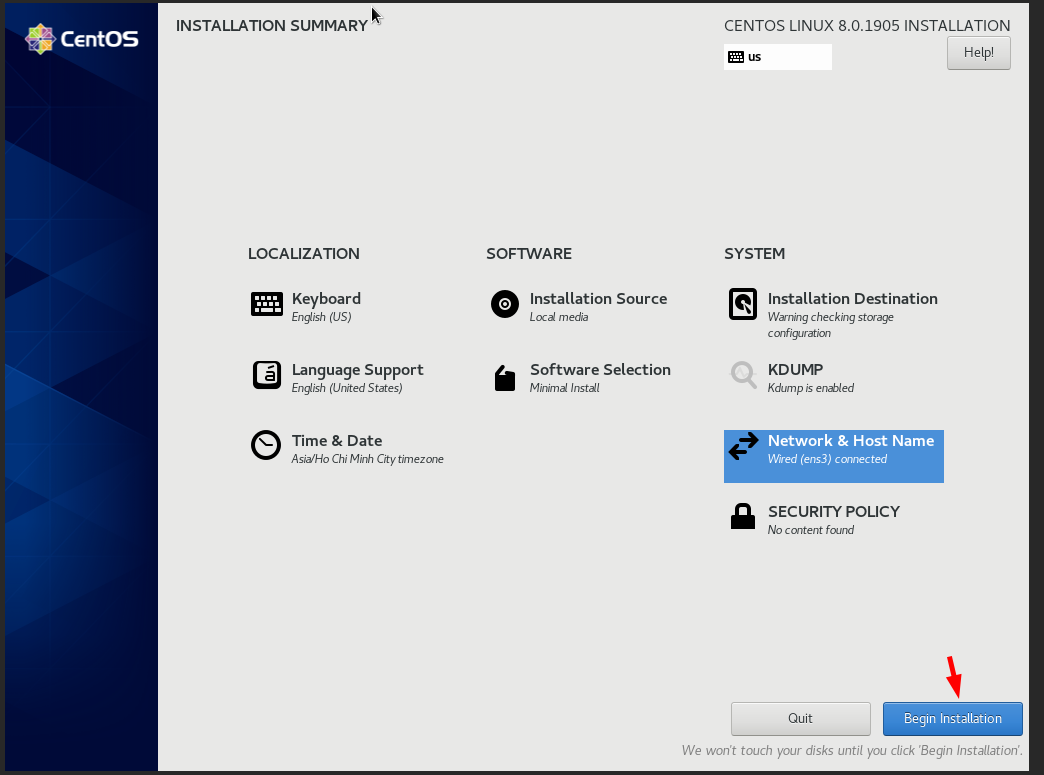 CentOS
INSTALLATION SUMMARY
CENTOS LINUX 8.0.1905 INSTALLATION
us
Help!
LOCALIZATION
Keyboard
English (US)
Language Support
English (United States)
Time & Date
Asia/Ho Chi Minh City timezone
SOFTWARE
Installation Source
Local media
Software Selection
Minimal Install
SYSTEM
Installation Destination
Warning checking storage
configuration
KDUMP
Kdump is enabled
Network & Host Name
Wired (ens3) connected
SECURITY POLICY
No content found
Quit
Begin Installation
We won't touch your disks until you click 'Begin Installation'.